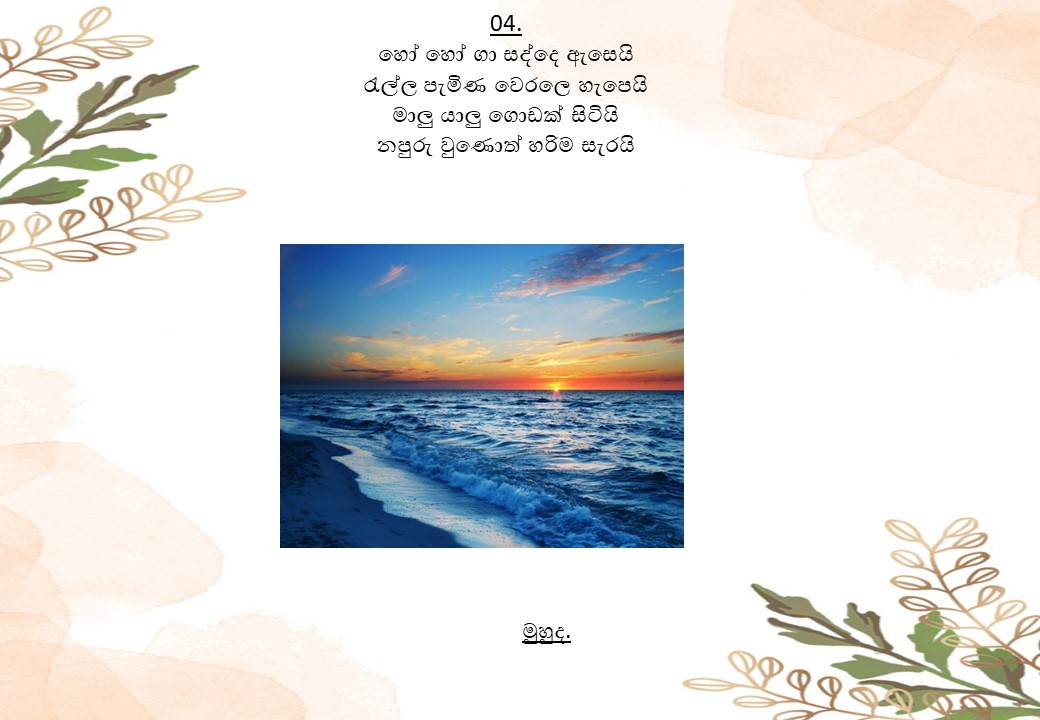 04.
හෝ හෝ ගා සද්දෙ ඇසෙයි
රැල්ල පැමිණ වෙරලෙ හැපෙයි
මාලු යාලු ගොඩක් සිටියි
නපුරු වුණොත් හරිම සැරයි
මුහුද.